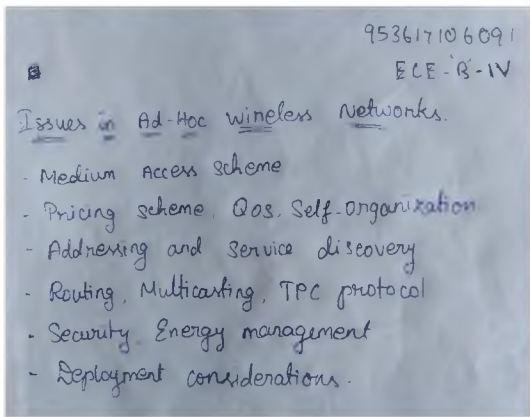 953617106091
ECE-B-IV
Issues in Ad-Hoc wireless Networks.
- Medium Access scheme
- Pricing scheme, Qos, Self-organization
- Addressing and Service discovery
- Routing, Multicasting, TPC protocol
- Security, Energy management
- Deployment considerations.